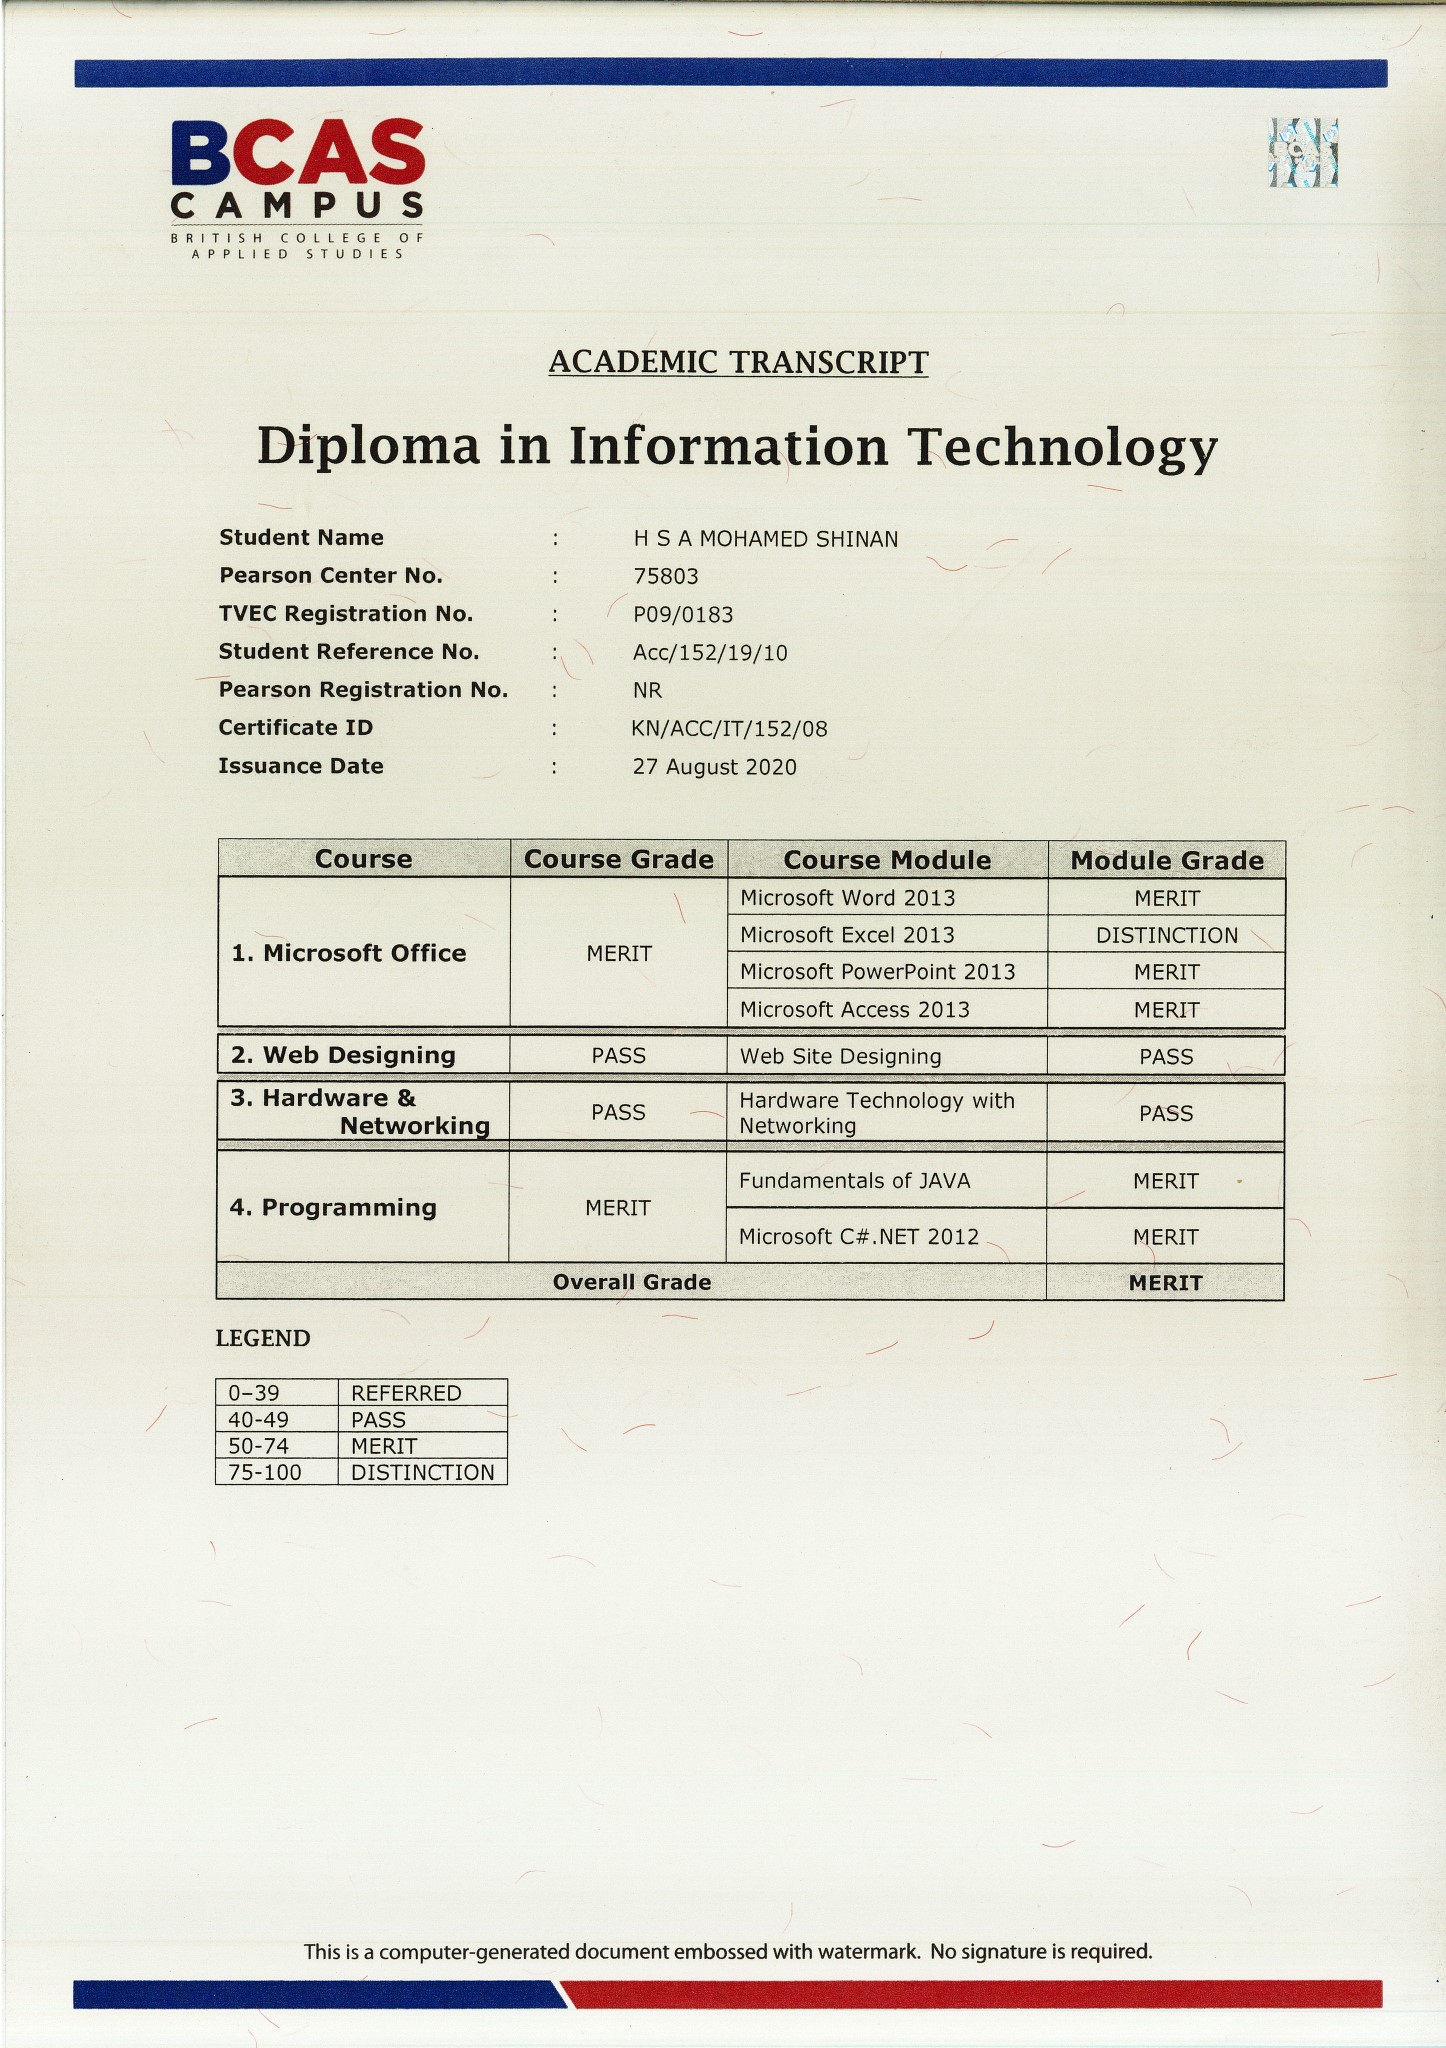 BCAS
CAMPUS
BRITISH COLLEGE OF
APPLIED STUDIES
BCAS
ACADEMIC TRANSCRIPT
Diploma in Information Technology
Student Name : H S A MOHAMED SHINAN
Pearson Center No. : 75803
TVEC Registration No. : P09/0183
Student Reference No. : Acc/152/19/10
Pearson Registration No. : NR
Certificate ID : KN/ACC/IT/152/08
Issuance Date : 27 August 2020
Course Course Grade Course Module Module Grade
1. Microsoft Office MERIT Microsoft Word 2013 MERIT
Microsoft Excel 2013 DISTINCTION
Microsoft PowerPoint 2013 MERIT
Microsoft Access 2013 MERIT
2. Web Designing PASS Web Site Designing PASS
3. Hardware &
Networking PASS Hardware Technology with
Networking PASS
4. Programming MERIT Fundamentals of JAVA MERIT
Microsoft C#.NET 2012 MERIT
Overall Grade MERIT
LEGEND
0–39 REFERRED
40-49 PASS
50-74 MERIT
75-100 DISTINCTION
This is a computer-generated document embossed with watermark. No signature is required.